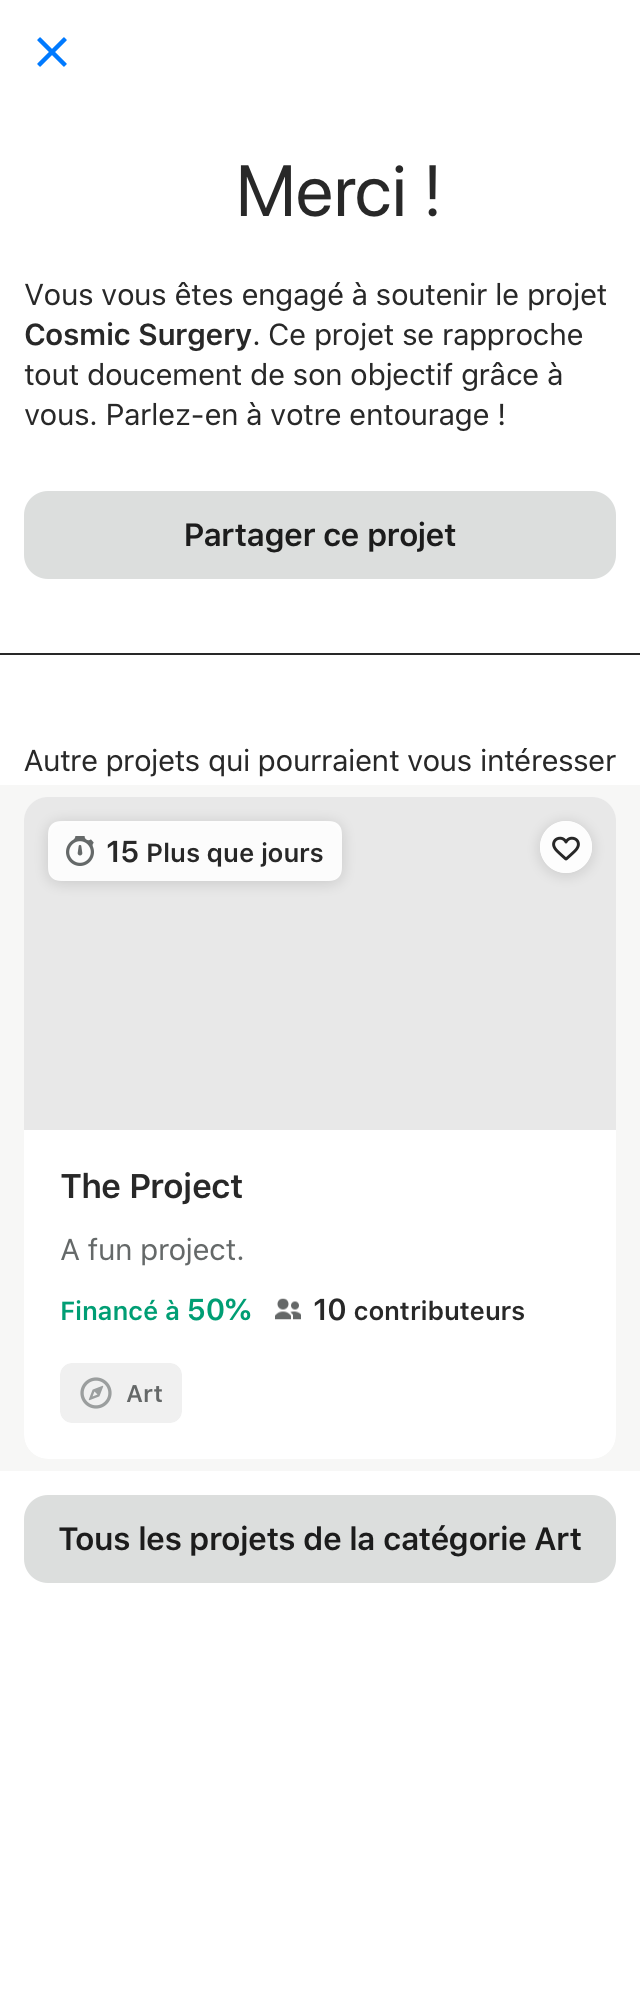 Merci !
Vous vous êtes engagé à soutenir le projet
Cosmic Surgery. Ce projet se rapproche
tout doucement de son objectif grâce à
vous. Parlez-en à votre entourage !
Partager ce projet
Autre projets qui pourraient vous intéresser
15 Plus que jours
The Project
A fun project.
Financé à 50% 10 contributeurs
Art
Tous les projets de la catégorie Art